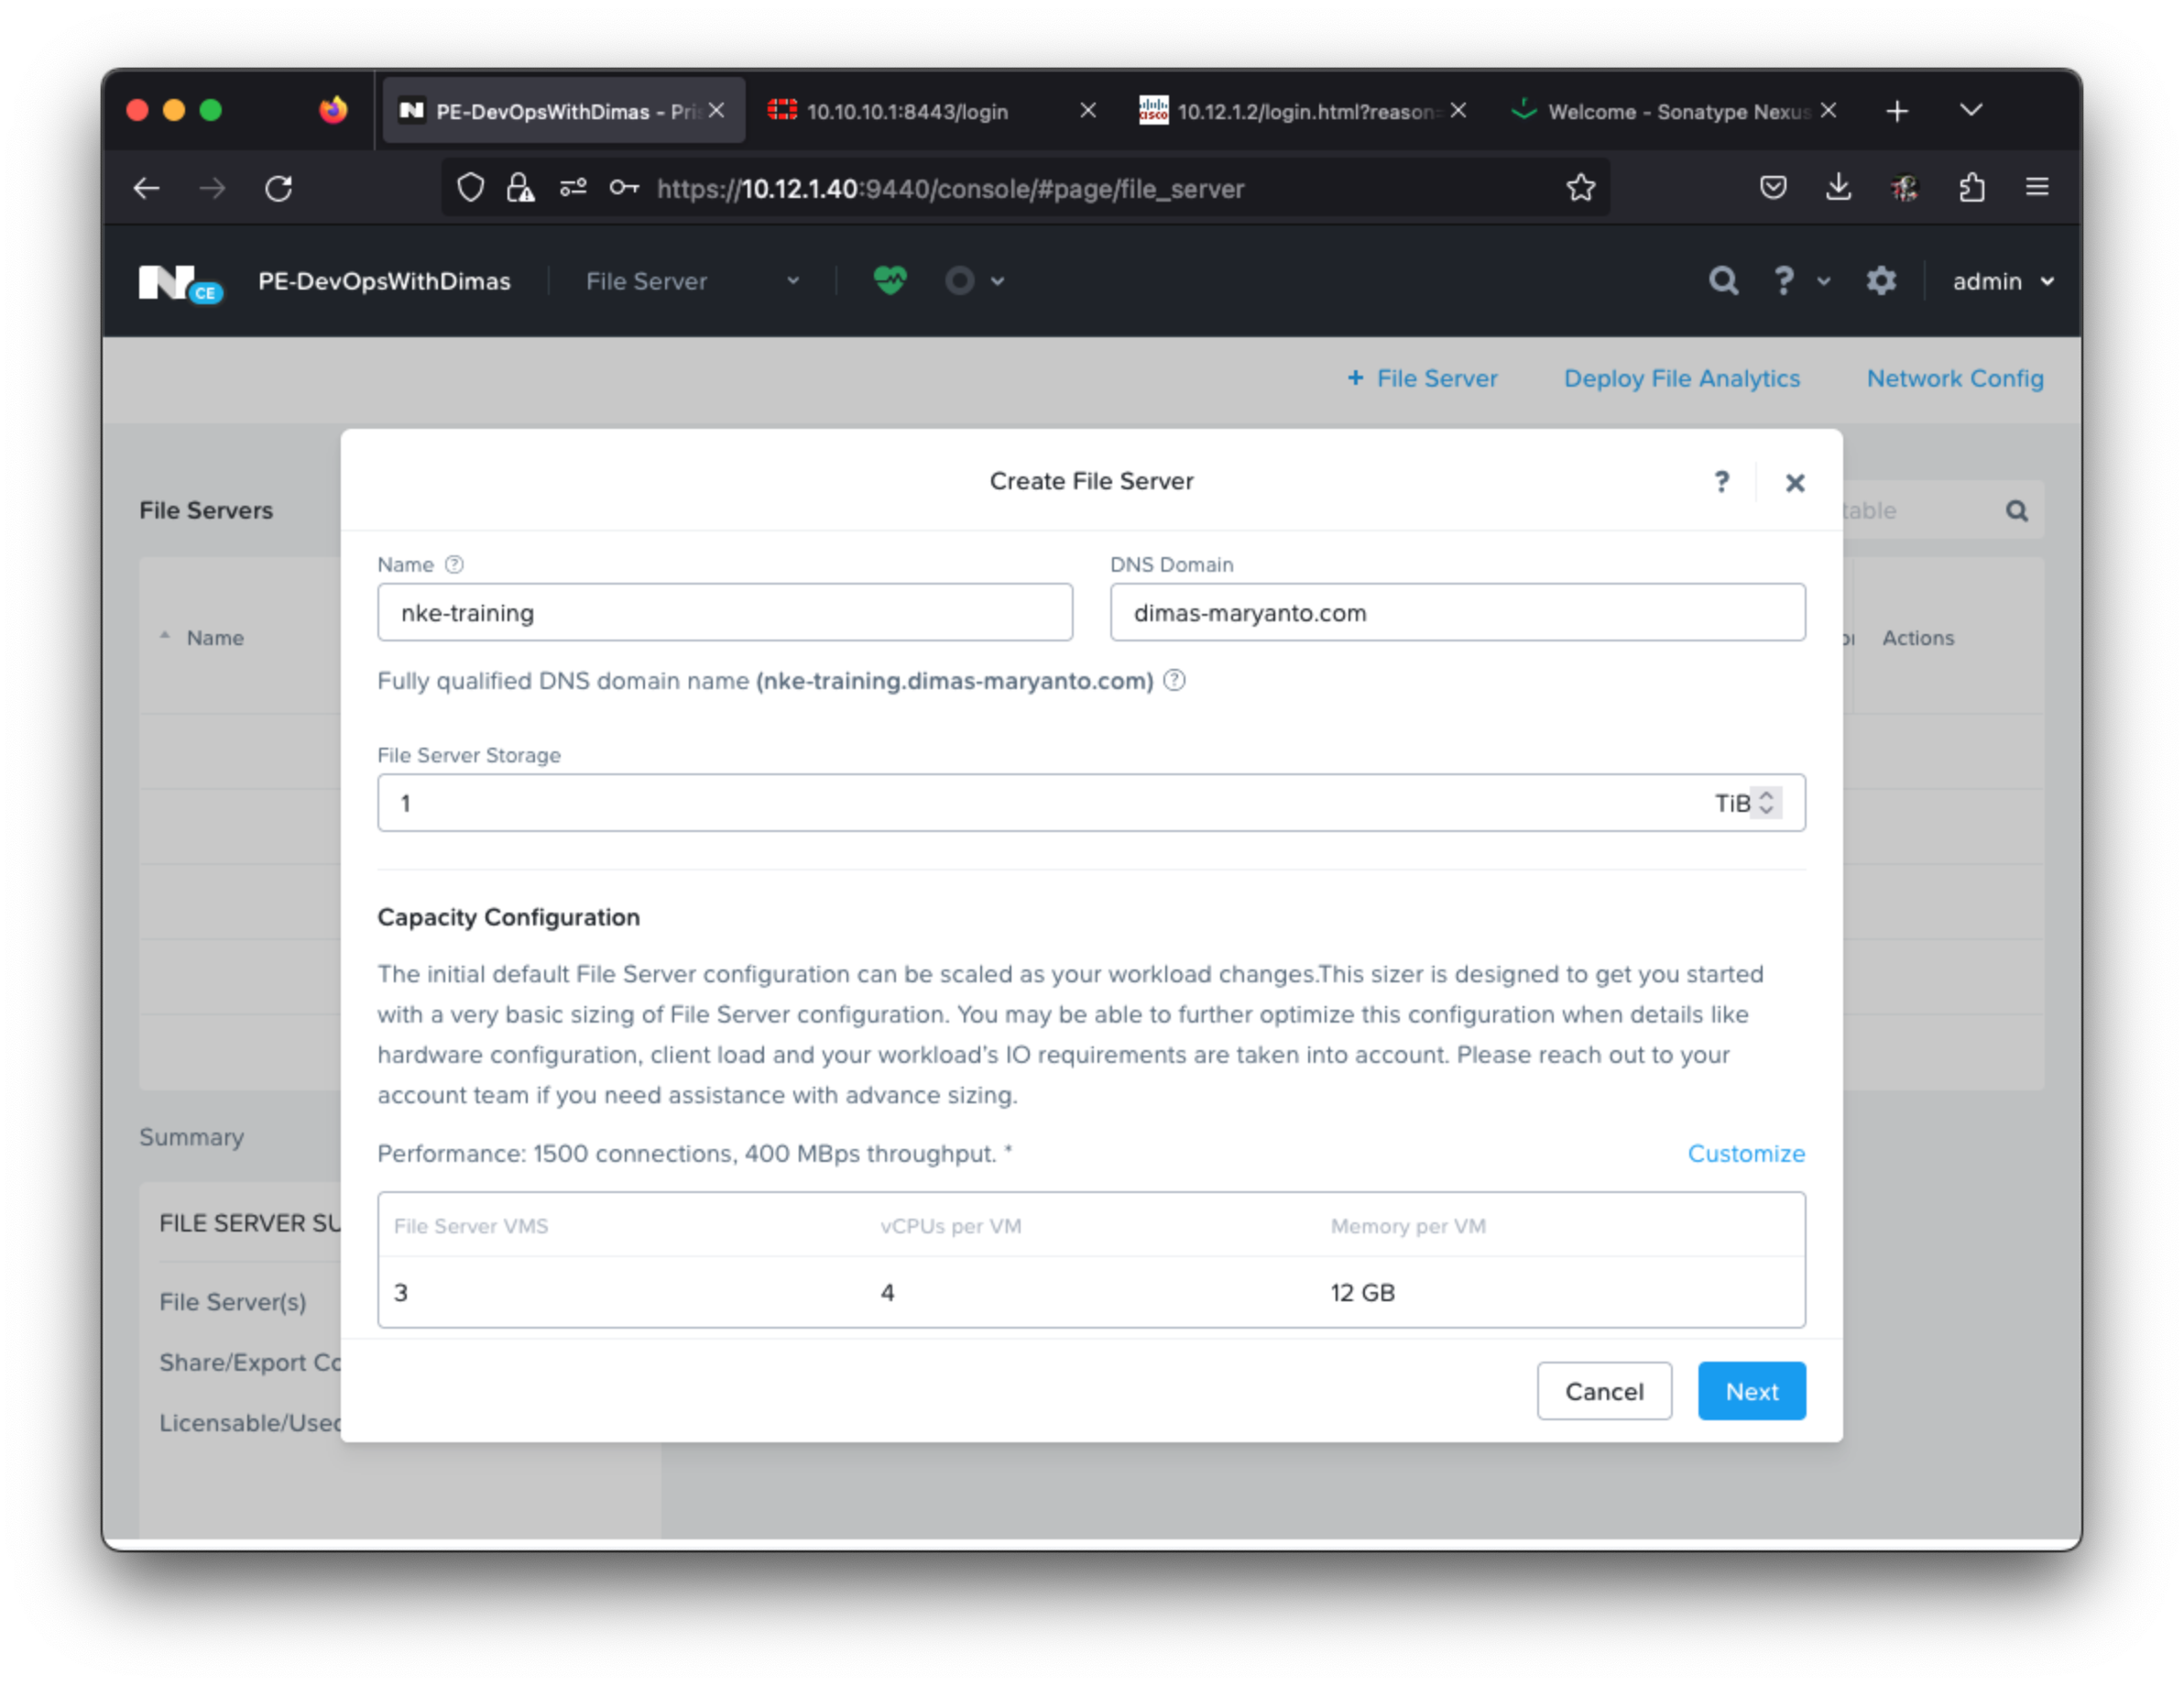 PE-DevOpsWithDimas - Pri
10.10.10.1:8443/login
10.12.1.2/login.html?reason=
Welcome - Sonatype Nexus
https://10.12.1.40:9440/console/#page/file_server
CE
PE-DevOpsWithDimas
File Server
admin
+ File Server
Deploy File Analytics
Network Config
Create File Server
File Servers
table
Name
DNS Domain
nke-training
dimas-maryanto.com
Name
Actions
Fully qualified DNS domain name (nke-training.dimas-maryanto.com)
File Server Storage
1
TiB
Capacity Configuration
The initial default File Server configuration can be scaled as your workload changes.This sizer is designed to get you started
with a very basic sizing of File Server configuration. You may be able to further optimize this configuration when details like
hardware configuration, client load and your workload's IO requirements are taken into account. Please reach out to your
account team if you need assistance with advance sizing.
Summary
Performance: 1500 connections, 400 MBps throughput. *
Customize
FILE SERVER SU
File Server VMS
vCPUs per VM
Memory per VM
3
4
12 GB
File Server(s)
Share/Export Co
Licensable/Used
Cancel
Next